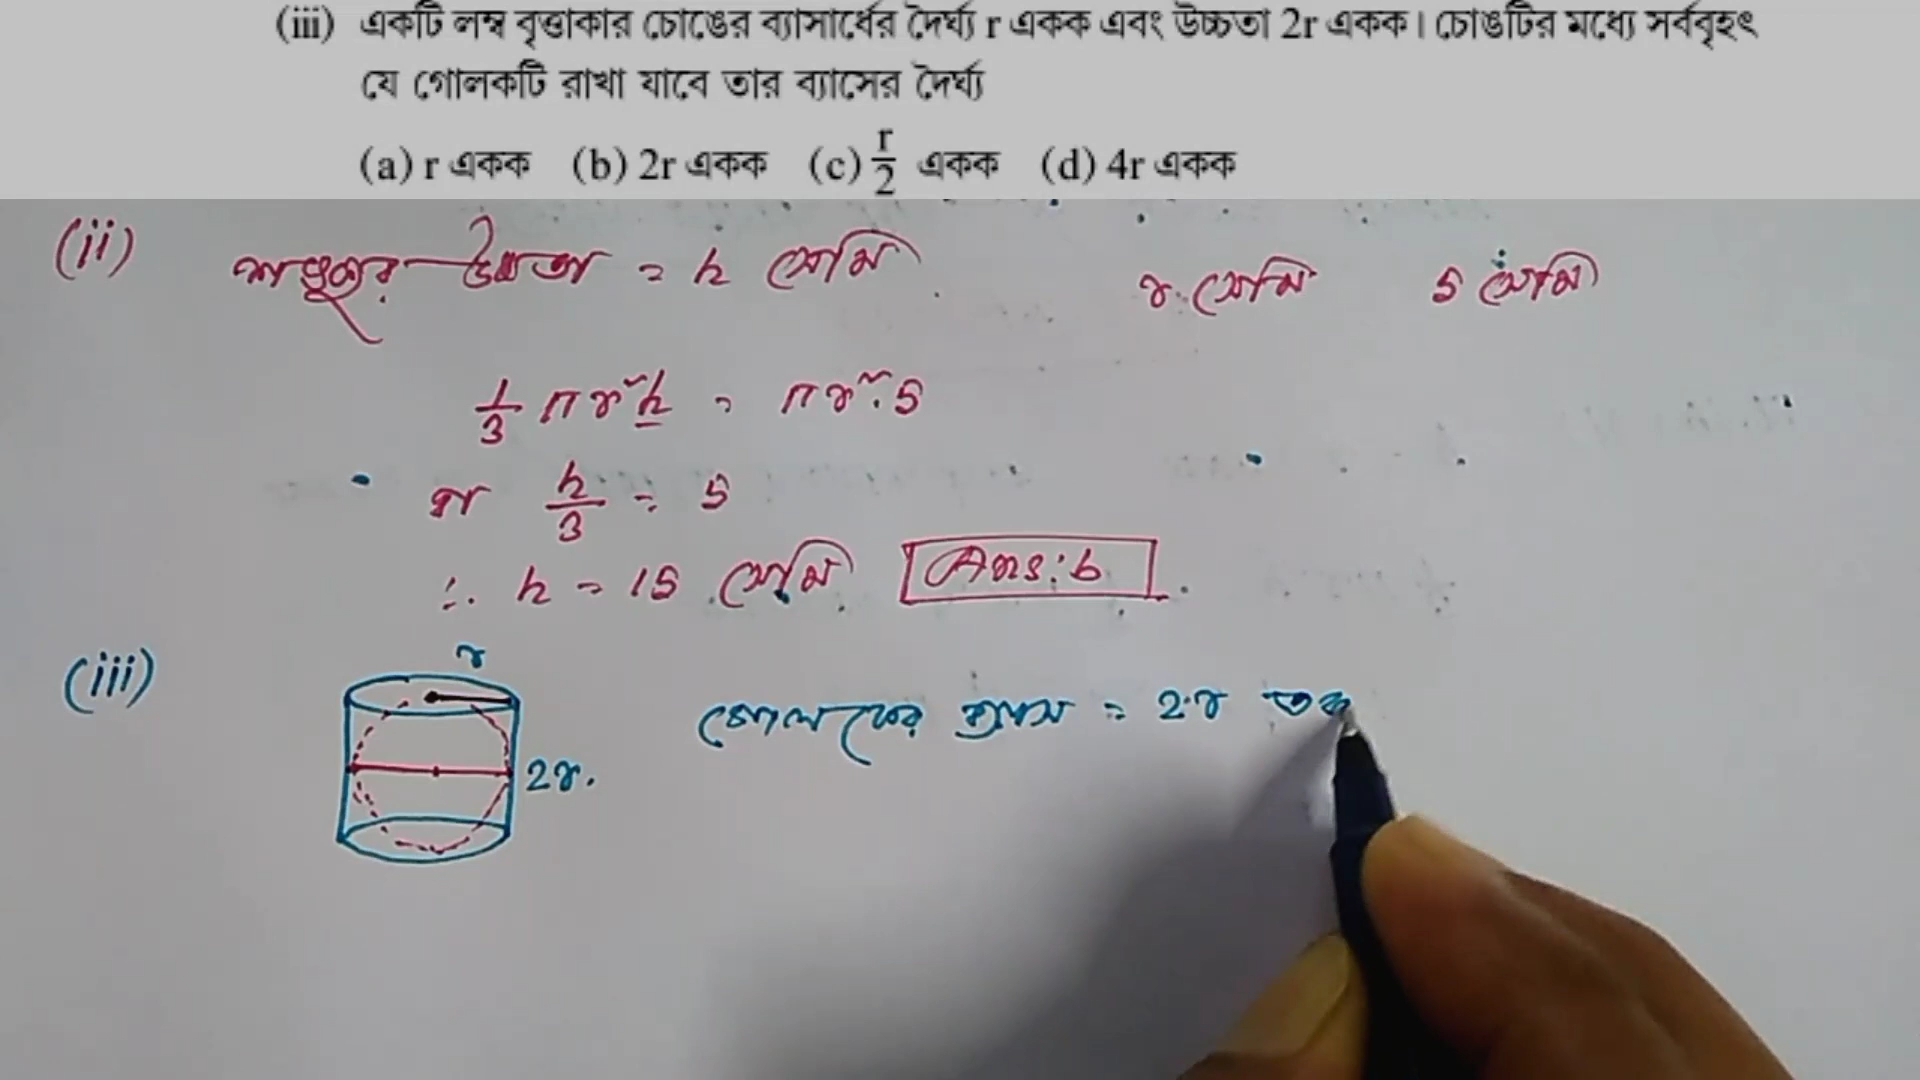 (iii) একটি লম্ব বৃত্তাকার চোঙের ব্যাসার্ধের দৈর্ঘ্য r একক এবং উচ্চতা 2r একক। চোঙটির মধ্যে সর্ববৃহৎ
যে গোলকটি রাখা যাবে তার ব্যাসের দৈর্ঘ্য
(a) r একক (b) 2r একক (c) r/2 একক (d) 4r একক
(ii) শঙ্কুর উচ্চতা = h সেমি r সেমি 5 সেমি
1/3 πr²h = πr².5
বা h/3 = 5
∴ h = 15 সেমি Ans: b
(iii) r
গোলকের ব্যাস = 2r একক
2r.